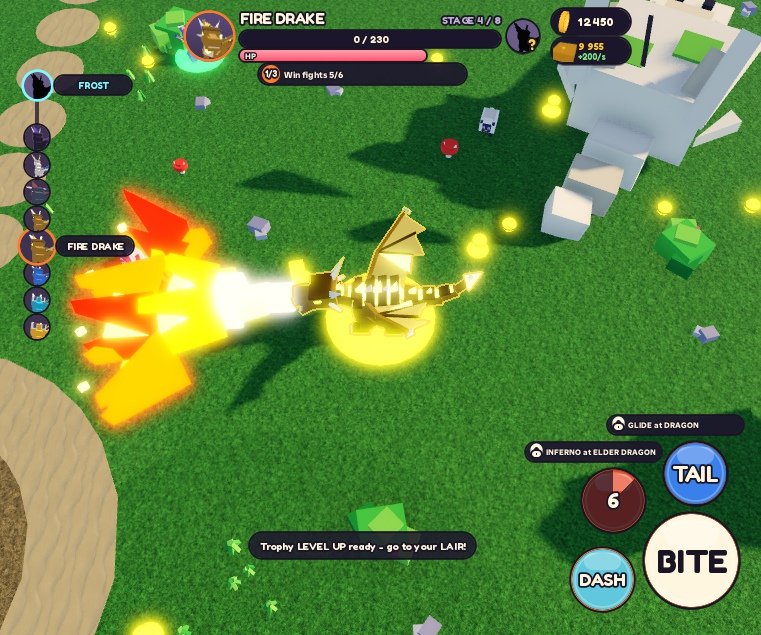 FIRE DRAKE
STAGE 4 / 8
0 / 230
HP
1/3 Win fights 5/6
?
12 450
9 955
+200/s
FROST
FIRE DRAKE
GLIDE at DRAGON
INFERNO at ELDER DRAGON
TAIL
6
BITE
DASH
Trophy LEVEL UP ready - go to your LAIR!